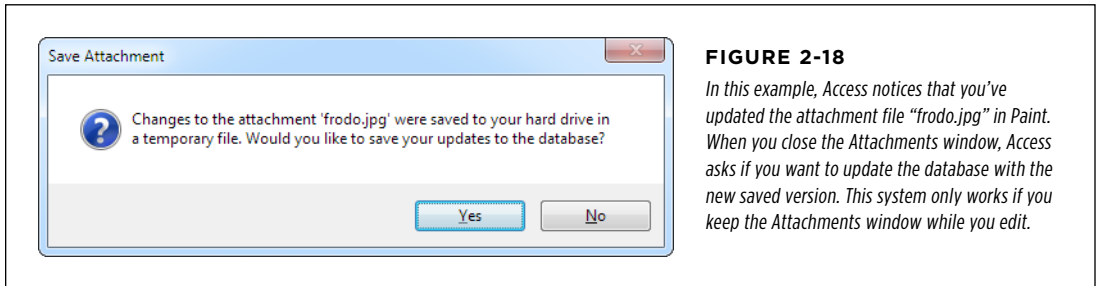 Save Attachment
Changes to the attachment 'frodo.jpg' were saved to your hard drive in
a temporary file. Would you like to save your updates to the database?
Yes
No
FIGURE 2-18
In this example, Access notices that you've
updated the attachment file “frodo.jpg” in Paint.
When you close the Attachments window, Access
asks if you want to update the database with the
new saved version. This system only works if you
keep the Attachments window while you edit.